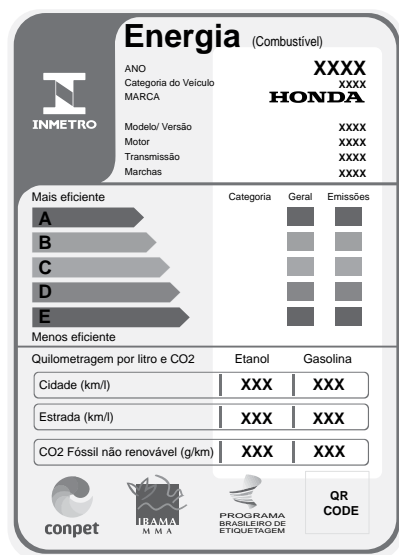 Energia (Combustível)
ANO XXXX
Categoria do Veículo XXXX
MARCA HONDA
INMETRO
Modelo/ Versão XXXX
Motor XXXX
Transmissão XXXX
Marchas XXXX
Mais eficiente Categoria Geral Emissões
A
B
C
D
E
Menos eficiente
Quilometragem por litro e CO2 Etanol Gasolina
Cidade (km/l) XXX XXX
Estrada (km/l) XXX XXX
CO2 Fóssil não renovável (g/km) XXX XXX
conpet
IBAMA
M M A
PROGRAMA
BRASILEIRO DE
ETIQUETAGEM
QR
CODE